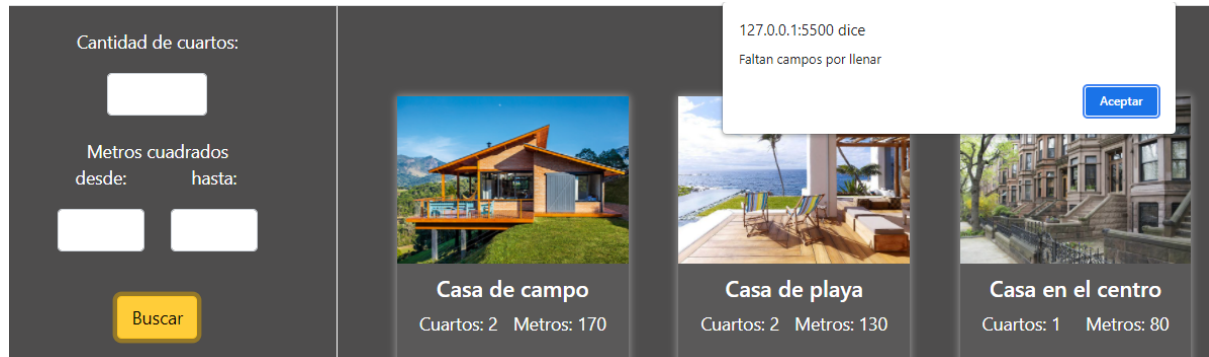 Cantidad de cuartos:
Metros cuadrados
desde: hasta:
Buscar
127.0.0.1:5500 dice
Faltan campos por llenar
Aceptar
Casa de campo
Cuartos: 2 Metros: 170
Casa de playa
Cuartos: 2 Metros: 130
Casa en el centro
Cuartos: 1 Metros: 80